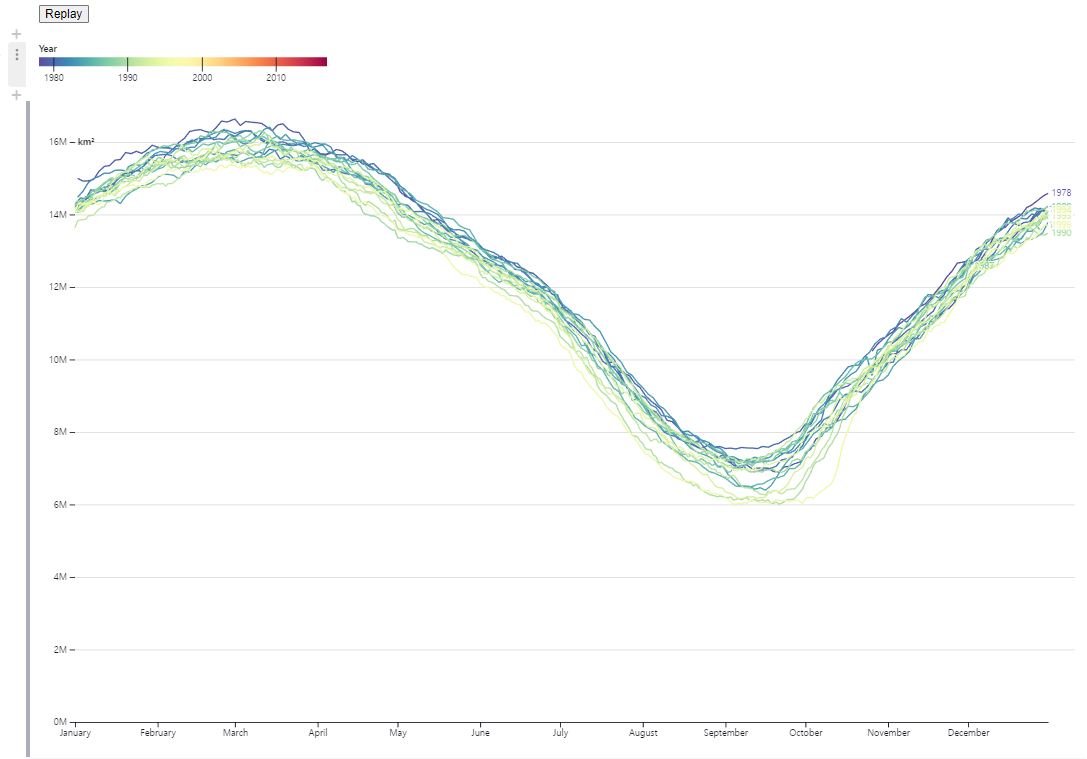 Replay
Year
1980 1990 2000 2010
16M km²
14M
12M
10M
8M
6M
4M
2M
0M
1978
1990
January February March April May June July August September October November December